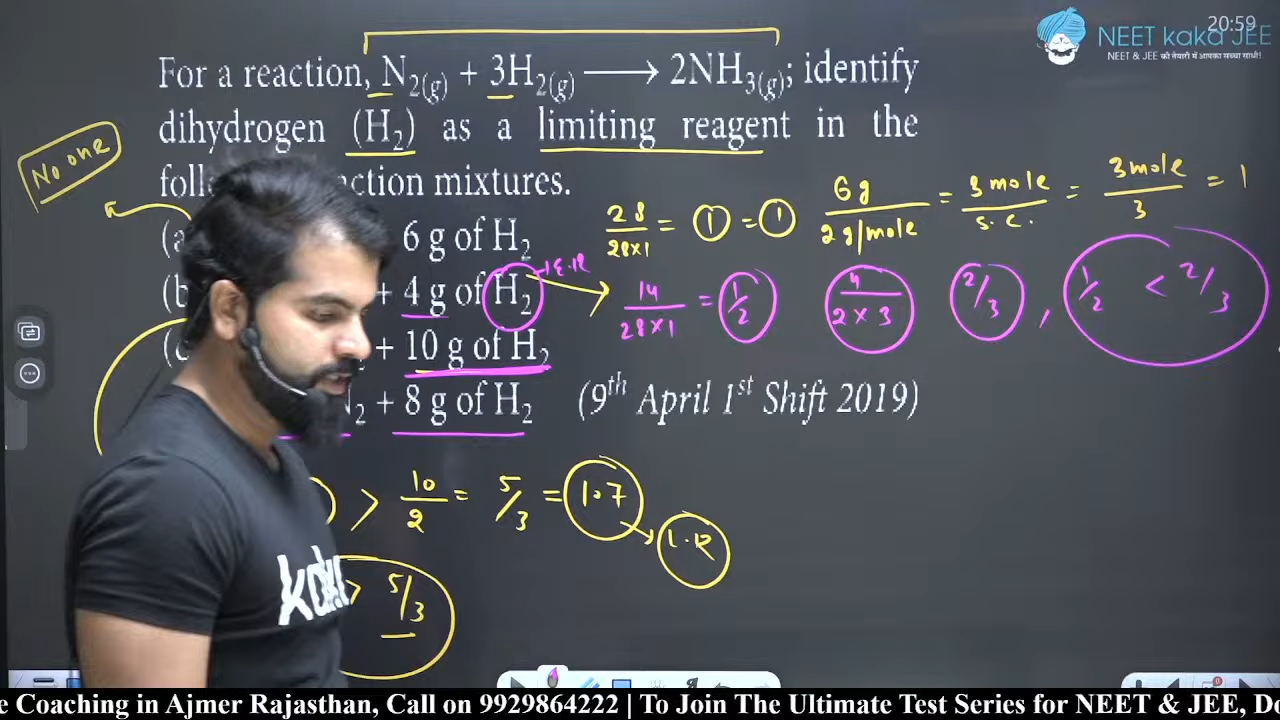 20:59
NEET kaka JEE
NEET & JEE की तैयारी में आपका सच्चा साथी!
For a reaction, N2(g) + 3H2(g) ⟶ 2NH3(g); identify
dihydrogen (H2) as a limiting reagent in the
foll ction mixtures.
No one
(a 6 g of H2
28/28×1 = 1 = 1 6g/2g/mole = 3 mole/S.C. = 3 mole/3 = 1
(b + 4 g of H2
14/28×1 = 1/2 4/2×3 2/3 , 1/2 < 2/3
+ 10 g of H2
2 + 8 g of H2 (9th April 1st Shift 2019)
> 10/2 = 5/3 = 1.7
L.R
> 5/3
e Coaching in Ajmer Rajasthan, Call on 9929864222 | To Join The Ultimate Test Series for NEET & JEE, Do